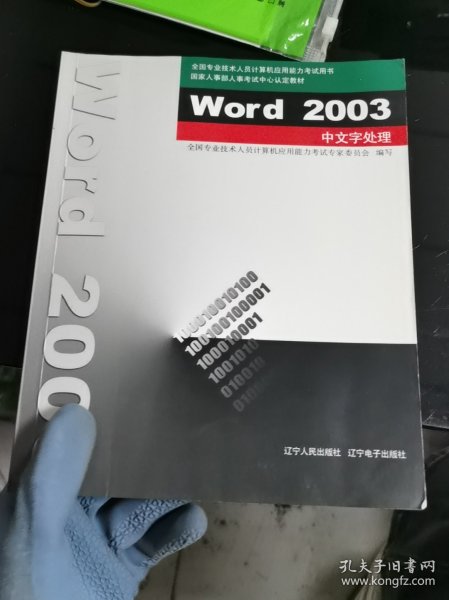 全国专业技术人员计算机应用能力考试用书
国家人事部人事考试中心认定教材
Word 2003
中文字处理
全国专业技术人员计算机应用能力考试专家委员会 编写
Word 200
100010010100
100100100001
100010001
1001010
010010
001010
辽宁人民出版社 辽宁电子出版社
孔夫子旧书网
www.kongfz.com